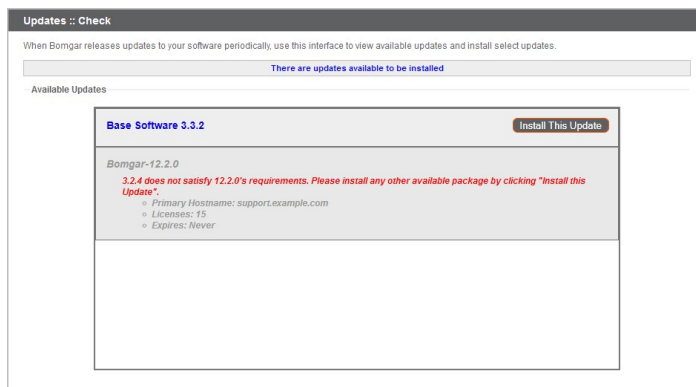 Updates :: Check
When Bomgar releases updates to your software periodically, use this interface to view available updates and install select updates.
There are updates available to be installed
Available Updates
Base Software 3.3.2
Install This Update
Bomgar-12.2.0
3.2.4 does not satisfy 12.2.0's requirements. Please install any other available package by clicking "Install this
Update".
Primary Hostname: support.example.com
Licenses: 15
Expires: Never